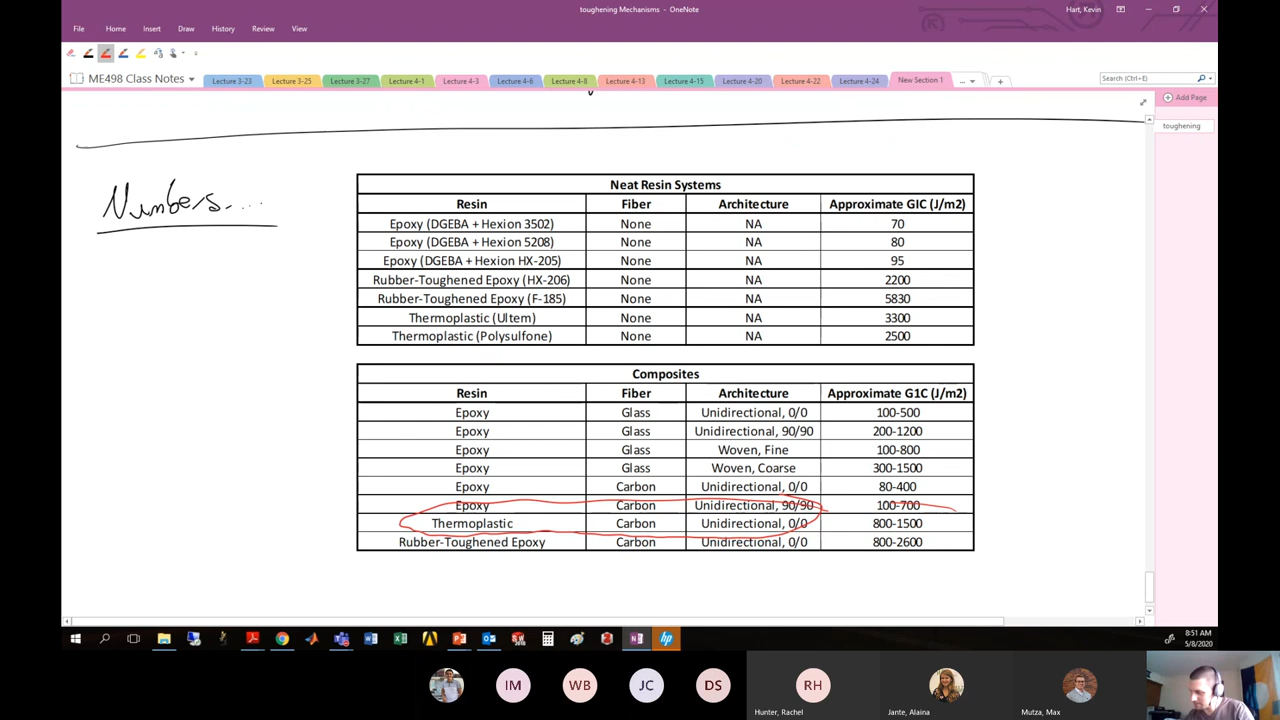 toughening Mechanisms - OneNote
Hart, Kevin
File Home Insert Draw History Review View
ME498 Class Notes
Lecture 3-23 Lecture 3-25 Lecture 3-27 Lecture 4-1 Lecture 4-3 Lecture 4-6 Lecture 4-8 Lecture 4-13 Lecture 4-15 Lecture 4-20 Lecture 4-22 Lecture 4-24 New Section 1 ...
Search (Ctrl+E)
Add Page
toughening
Numbers....
Neat Resin Systems
Resin Fiber Architecture Approximate GIC (J/m2)
Epoxy (DGEBA + Hexion 3502) None NA 70
Epoxy (DGEBA + Hexion 5208) None NA 80
Epoxy (DGEBA + Hexion HX-205) None NA 95
Rubber-Toughened Epoxy (HX-206) None NA 2200
Rubber-Toughened Epoxy (F-185) None NA 5830
Thermoplastic (Ultem) None NA 3300
Thermoplastic (Polysulfone) None NA 2500
Composites
Resin Fiber Architecture Approximate G1C (J/m2)
Epoxy Glass Unidirectional, 0/0 100-500
Epoxy Glass Unidirectional, 90/90 200-1200
Epoxy Glass Woven, Fine 100-800
Epoxy Glass Woven, Coarse 300-1500
Epoxy Carbon Unidirectional, 0/0 80-400
Epoxy Carbon Unidirectional, 90/90 100-700
Thermoplastic Carbon Unidirectional, 0/0 800-1500
Rubber-Toughened Epoxy Carbon Unidirectional, 0/0 800-2600
8:51 AM
5/8/2020
IM WB JC DS RH
Hunter, Rachel Jante, Alaina Mutza, Max